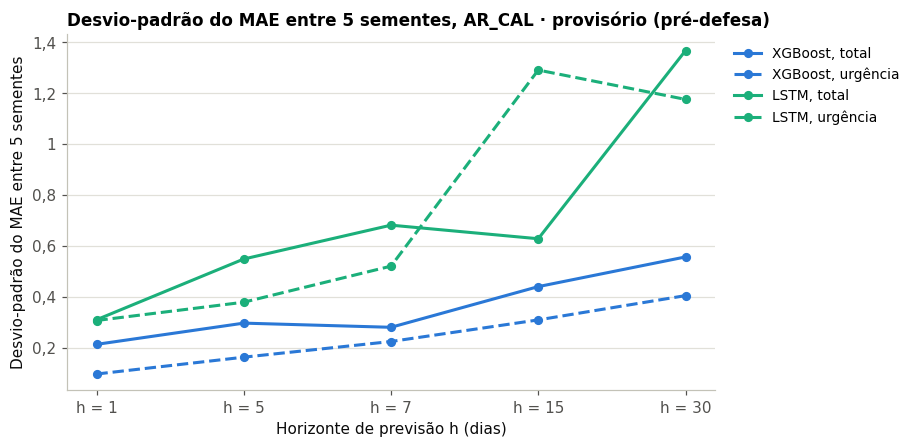 Desvio-padrão do MAE entre 5 sementes, AR_CAL · provisório (pré-defesa)
Desvio-padrão do MAE entre 5 sementes
1,4
1,2
1
0,8
0,6
0,4
0,2
h = 1
h = 5
h = 7
h = 15
h = 30
Horizonte de previsão h (dias)
XGBoost, total
XGBoost, urgência
LSTM, total
LSTM, urgência